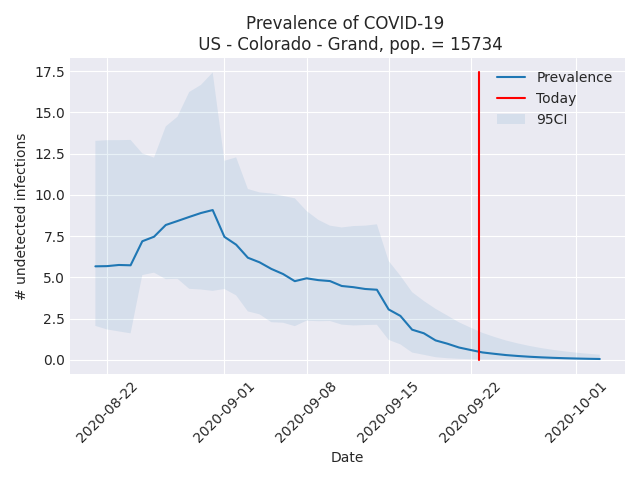 Prevalence of COVID-19
US - Colorado - Grand, pop. = 15734
17.5
15.0
12.5
10.0
7.5
5.0
2.5
0.0
# undetected infections
Prevalence
Today
95CI
2020-08-22
2020-09-01
2020-09-08
2020-09-15
2020-09-22
2020-10-01
Date